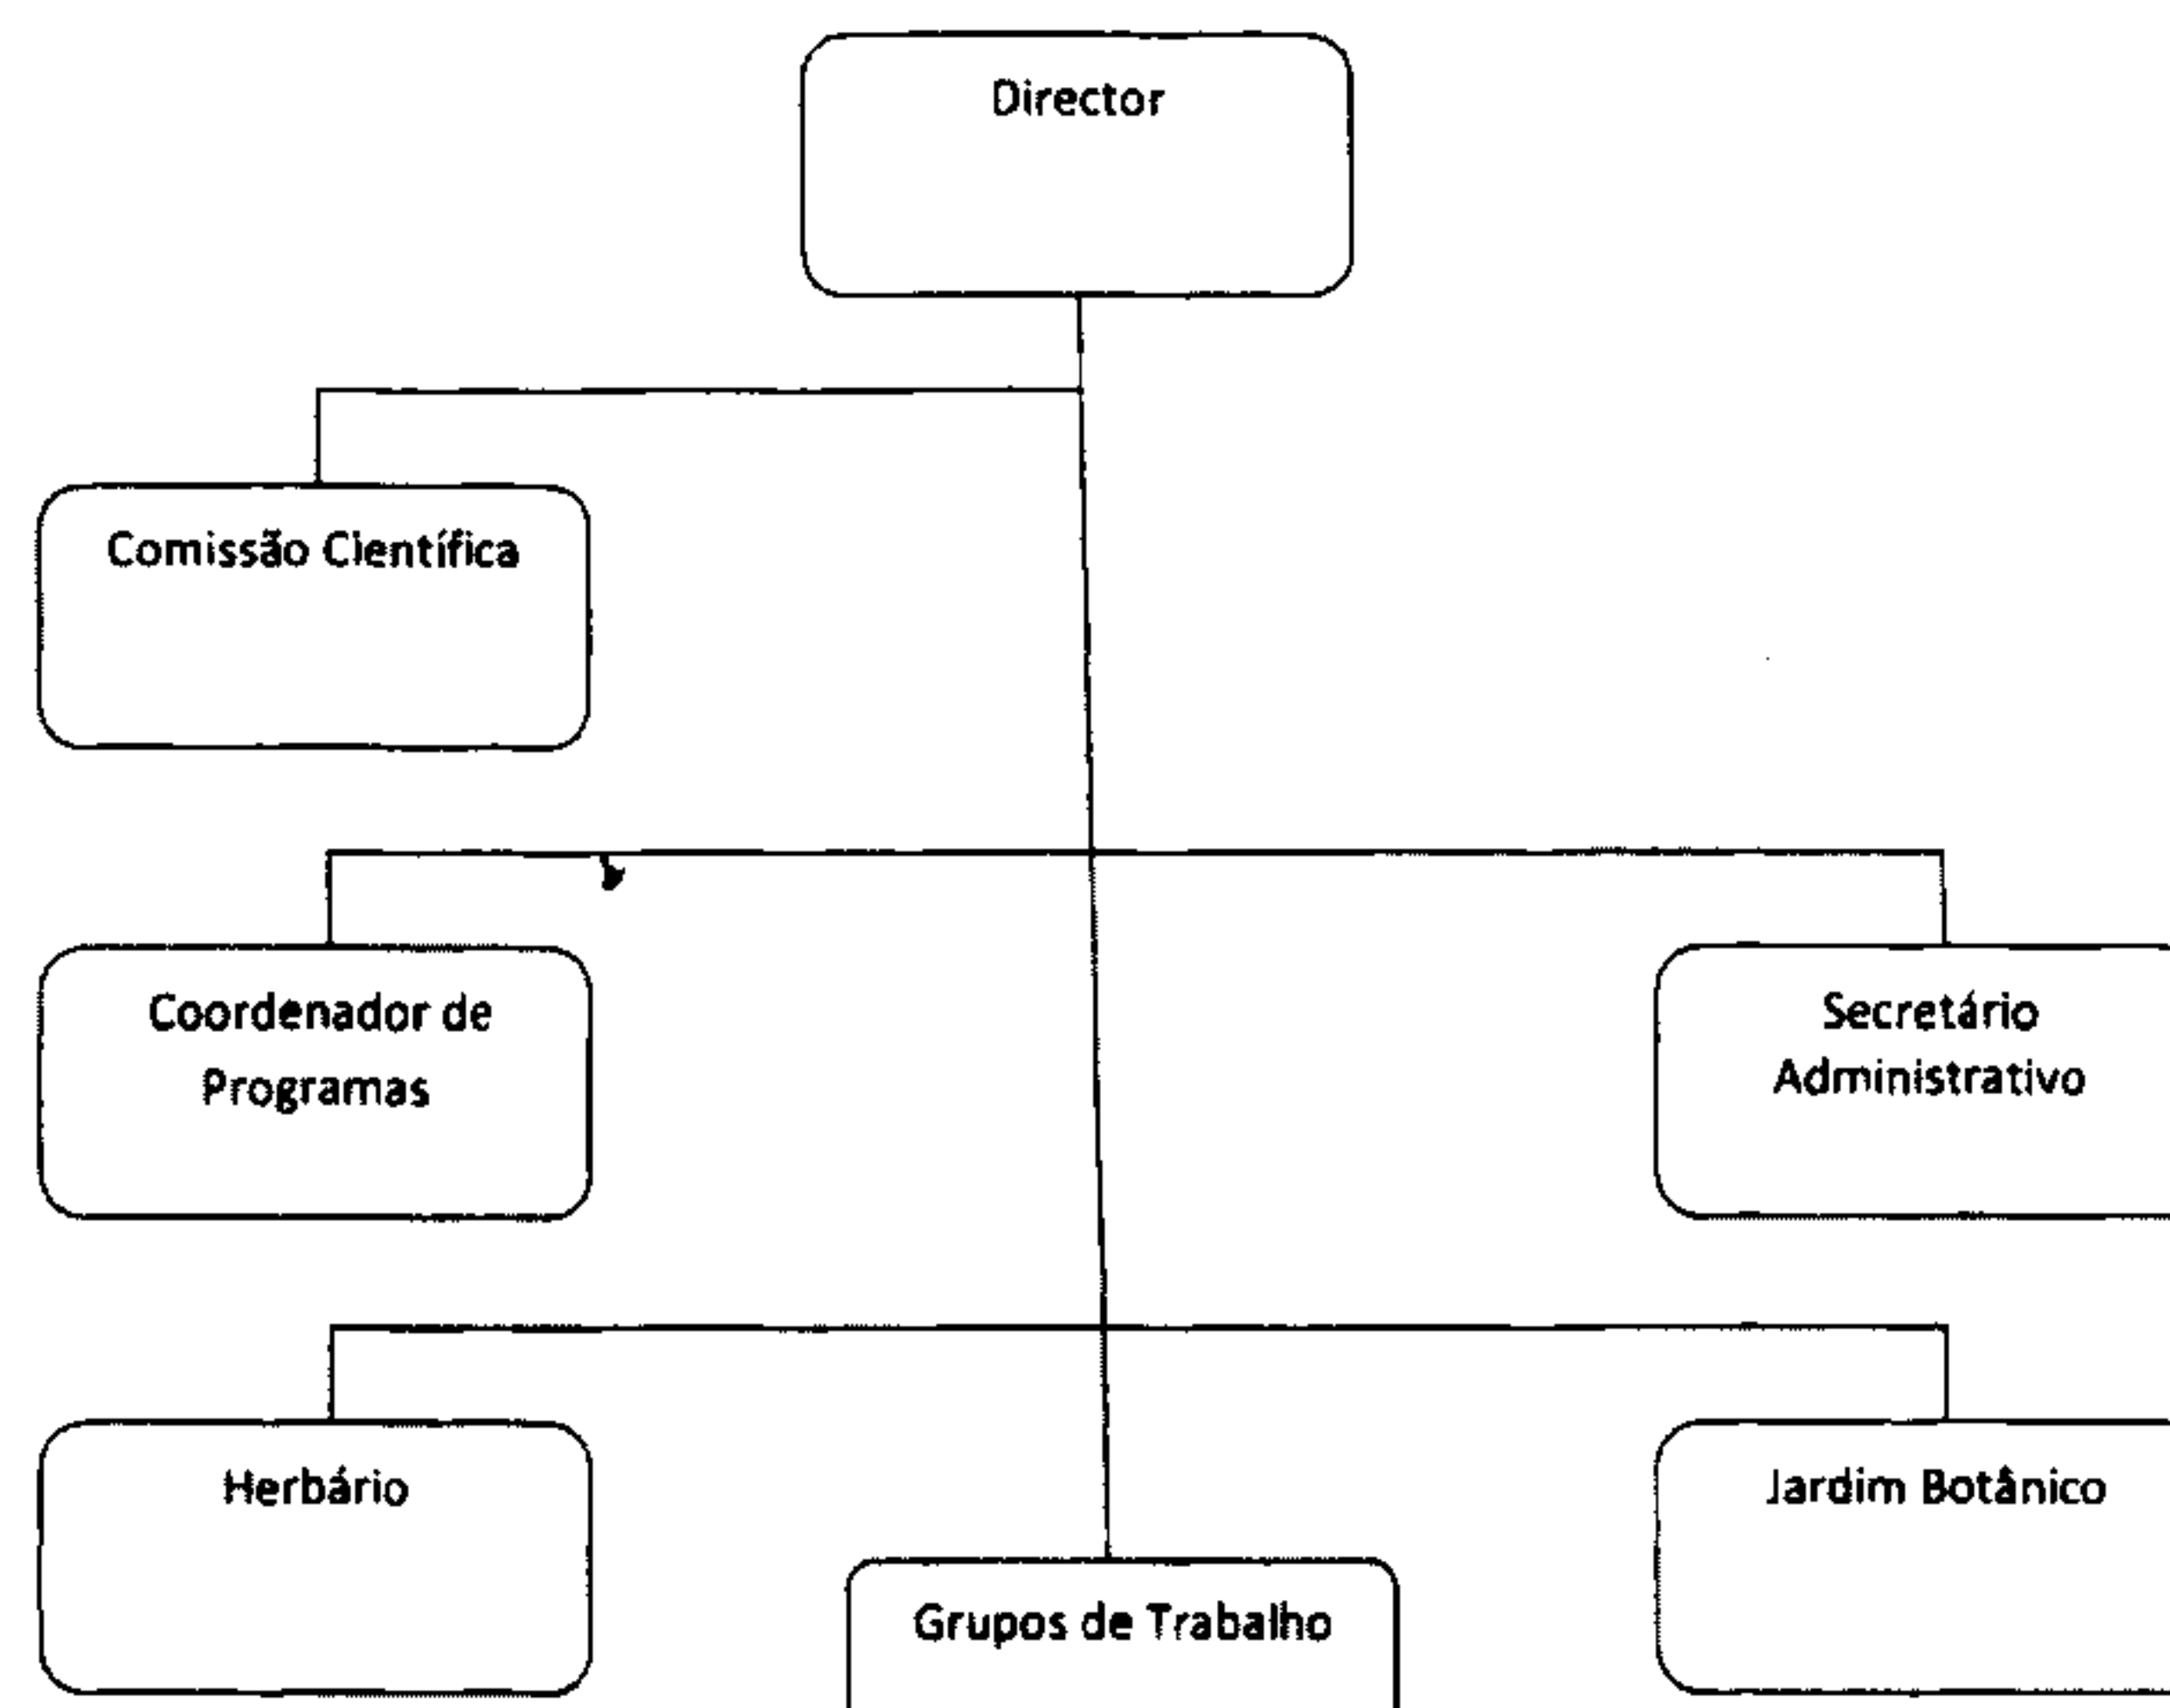 Director
Comissão Científica
Coordenador de
Programas
Secretário
Administrativo
Herbário
Jardim Botânico
Grupos de Trabalho